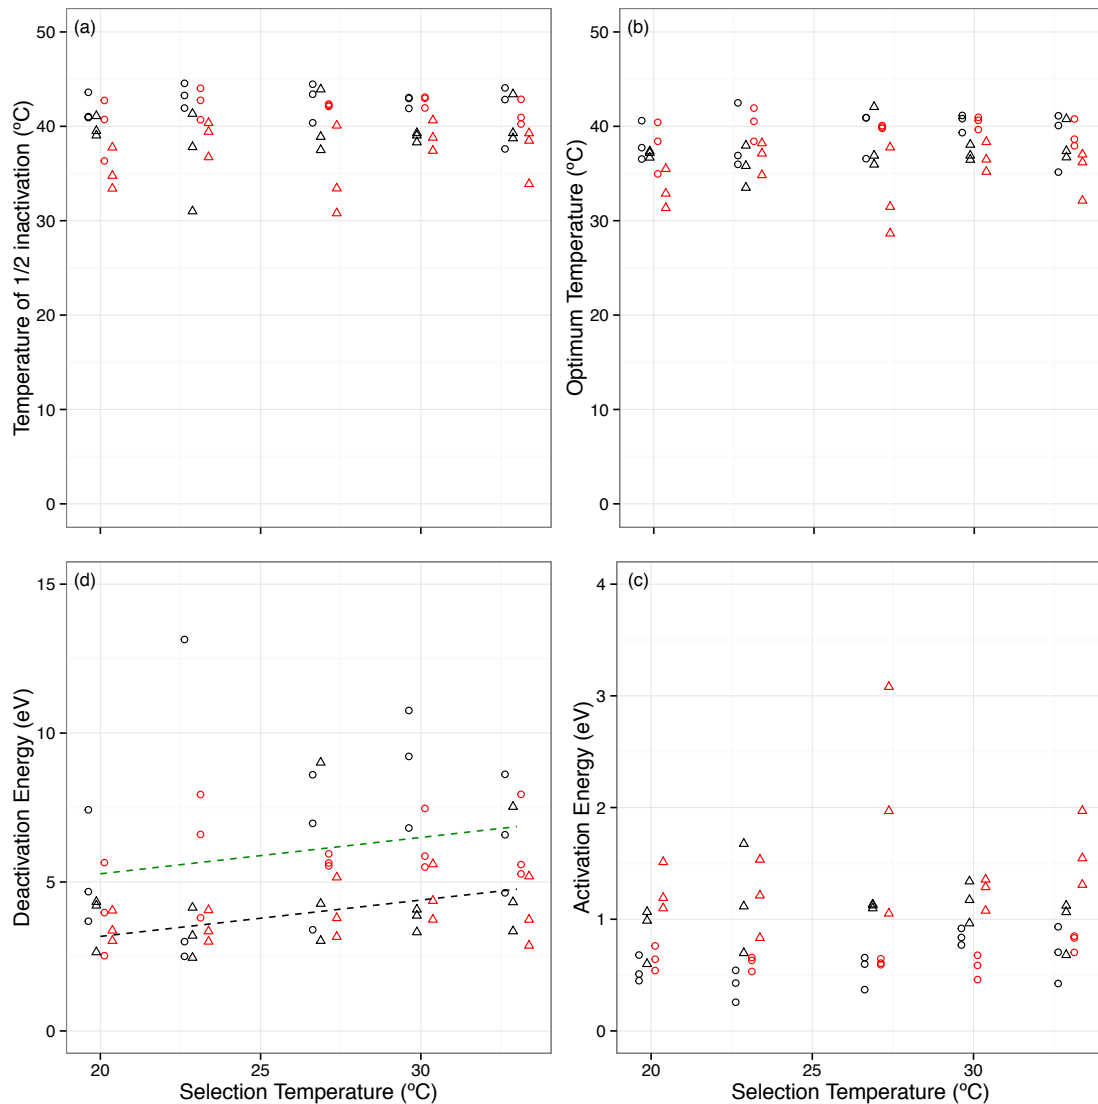 (a)
Temperature of 1/2 inactivation (ºC)
50
40
30
20
10
0
(b)
Optimum Temperature (ºC)
50
40
30
20
10
0
(d)
Deactivation Energy (eV)
15
10
5
0
20 25 30
Selection Temperature (ºC)
(c)
Activation Energy (eV)
4
3
2
1
0
20 25 30
Selection Temperature (ºC)